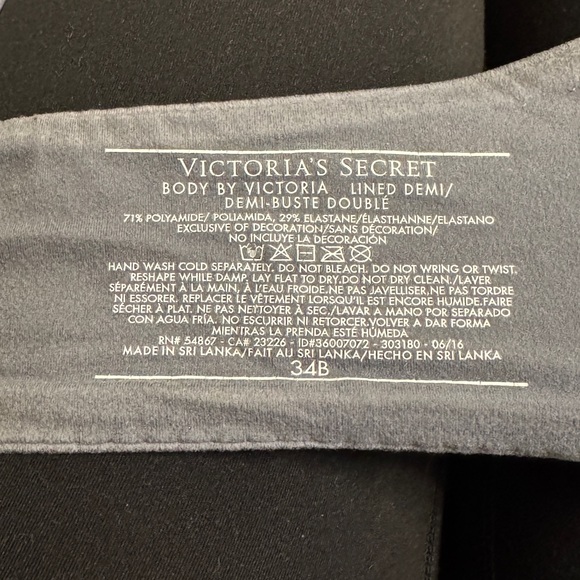 VICTORIA'S SECRET
BODY BY VICTORIA LINED DEMI/
DEMI-BUSTE DOUBLÉ
71% POLYAMIDE/ POLIAMIDA, 29% ELASTANE/ÉLASTHANNE/ELASTANO
EXCLUSIVE OF DECORATION/SANS DÉCORATION/
NO INCLUYE LA DECORACIÓN
HAND WASH COLD SEPARATELY. DO NOT BLEACH. DO NOT WRING OR TWIST.
RESHAPE WHILE DAMP. LAY FLAT TO DRY.DO NOT DRY CLEAN./LAVER
SÉPARÉMENT À LA MAIN, À L'EAU FROIDE.NE PAS JAVELLISER.NE PAS TORDRE
NI ESSORER. REPLACER LE VÊTEMENT LORSQU'IL EST ENCORE HUMIDE.FAIRE
SÉCHER À PLAT. NE PAS NETTOYER À SEC./LAVAR A MANO POR SEPARADO
CON AGUA FRÍA. NO ESCURRIR NI RETORCER.VOLVER A DAR FORMA
MIENTRAS LA PRENDA ESTÉ HÚMEDA
RN# 54867 - CA# 23226 - ID#36007072 - 303180 - 06/16
MADE IN SRI LANKA/FAIT AU SRI LANKA/HECHO EN SRI LANKA
34B